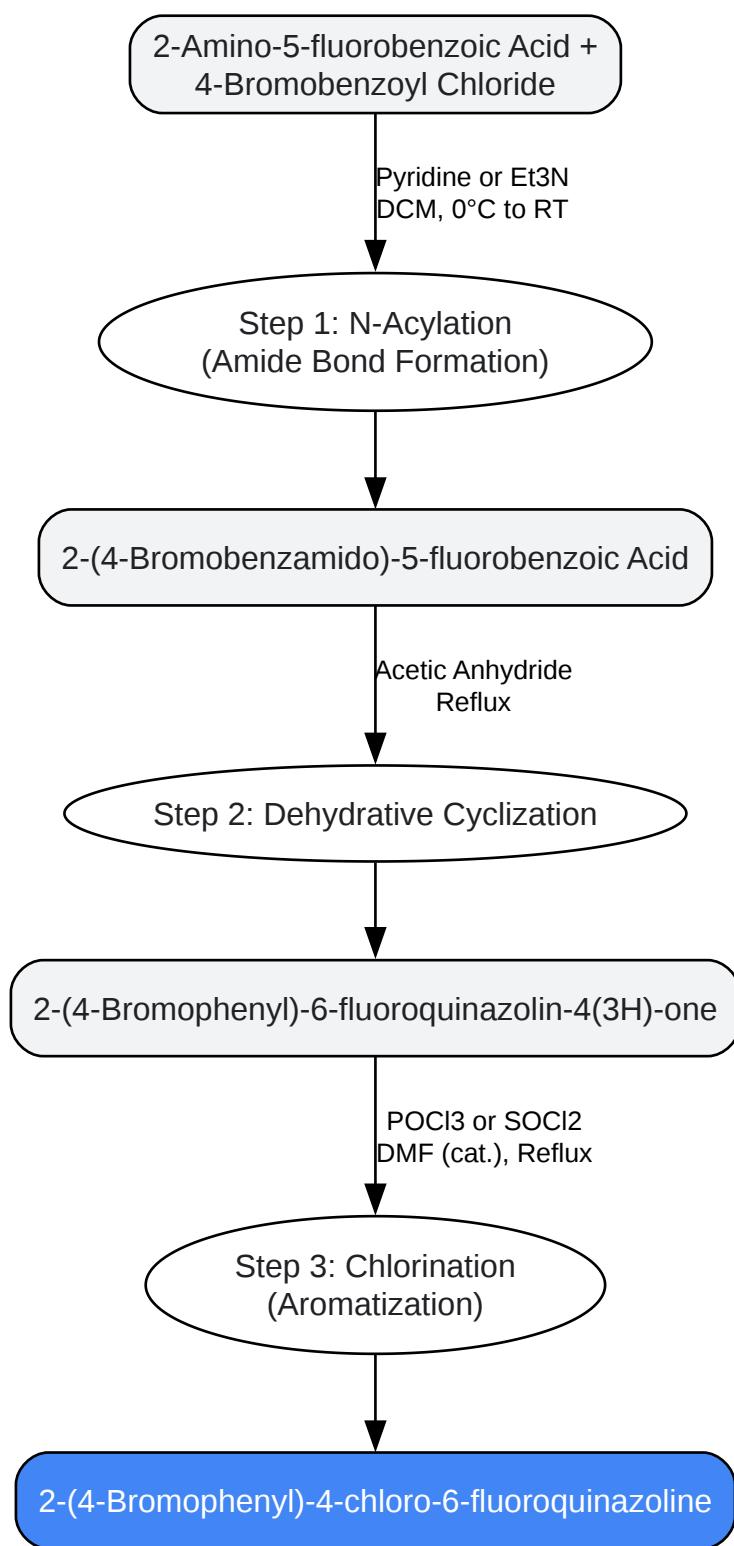 2-Amino-5-fluorobenzoic Acid +
4-Bromobenzoyl Chloride
Pyridine or Et3N
DCM, 0°C to RT
Step 1: N-Acylation
(Amide Bond Formation)
2-(4-Bromobenzamido)-5-fluorobenzoic Acid
Acetic Anhydride
Reflux
Step 2: Dehydrative Cyclization
2-(4-Bromophenyl)-6-fluoroquinazolin-4(3H)-one
POCl3 or SOCl2
DMF (cat.), Reflux
Step 3: Chlorination
(Aromatization)
2-(4-Bromophenyl)-4-chloro-6-fluoroquinazoline